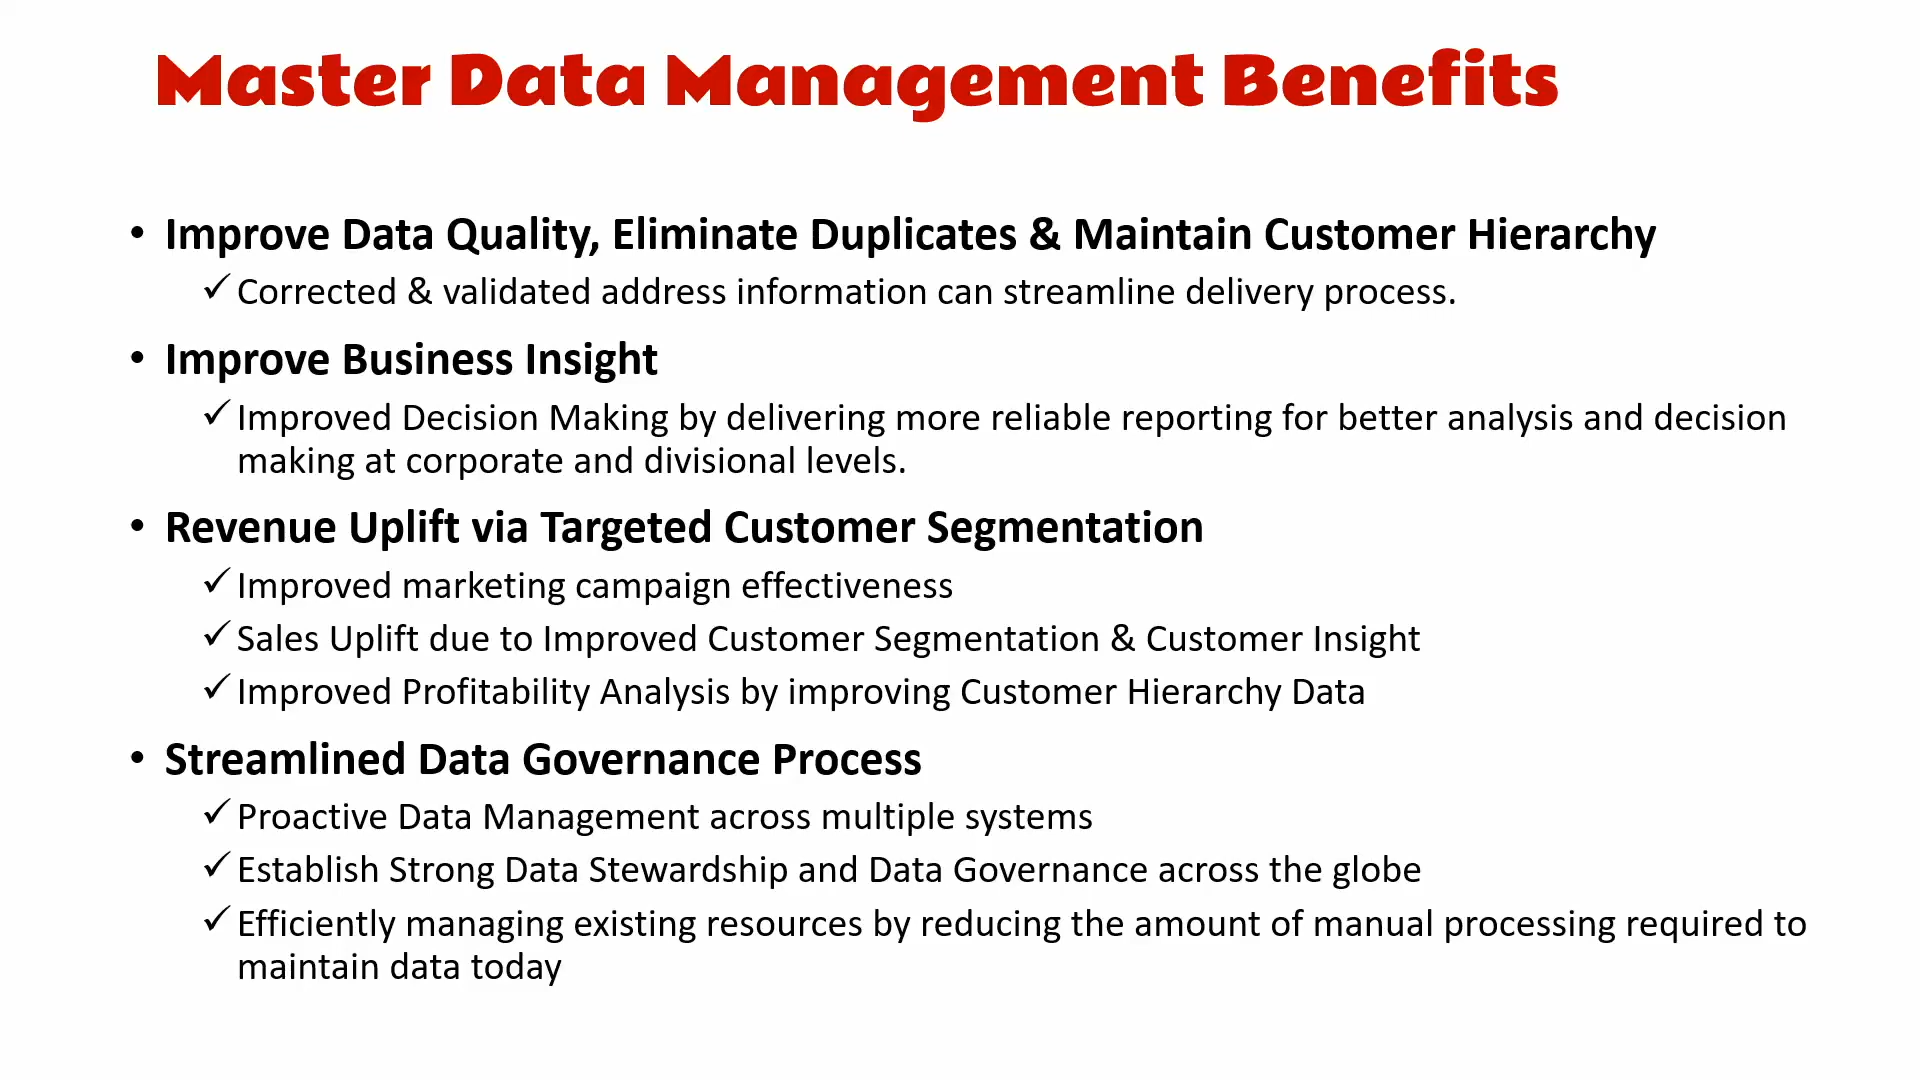 Master Data Management Benefits
• Improve Data Quality, Eliminate Duplicates & Maintain Customer Hierarchy
✓ Corrected & validated address information can streamline delivery process.
• Improve Business Insight
✓ Improved Decision Making by delivering more reliable reporting for better analysis and decision
making at corporate and divisional levels.
• Revenue Uplift via Targeted Customer Segmentation
✓ Improved marketing campaign effectiveness
✓ Sales Uplift due to Improved Customer Segmentation & Customer Insight
✓ Improved Profitability Analysis by improving Customer Hierarchy Data
• Streamlined Data Governance Process
✓ Proactive Data Management across multiple systems
✓ Establish Strong Data Stewardship and Data Governance across the globe
✓ Efficiently managing existing resources by reducing the amount of manual processing required to
maintain data today